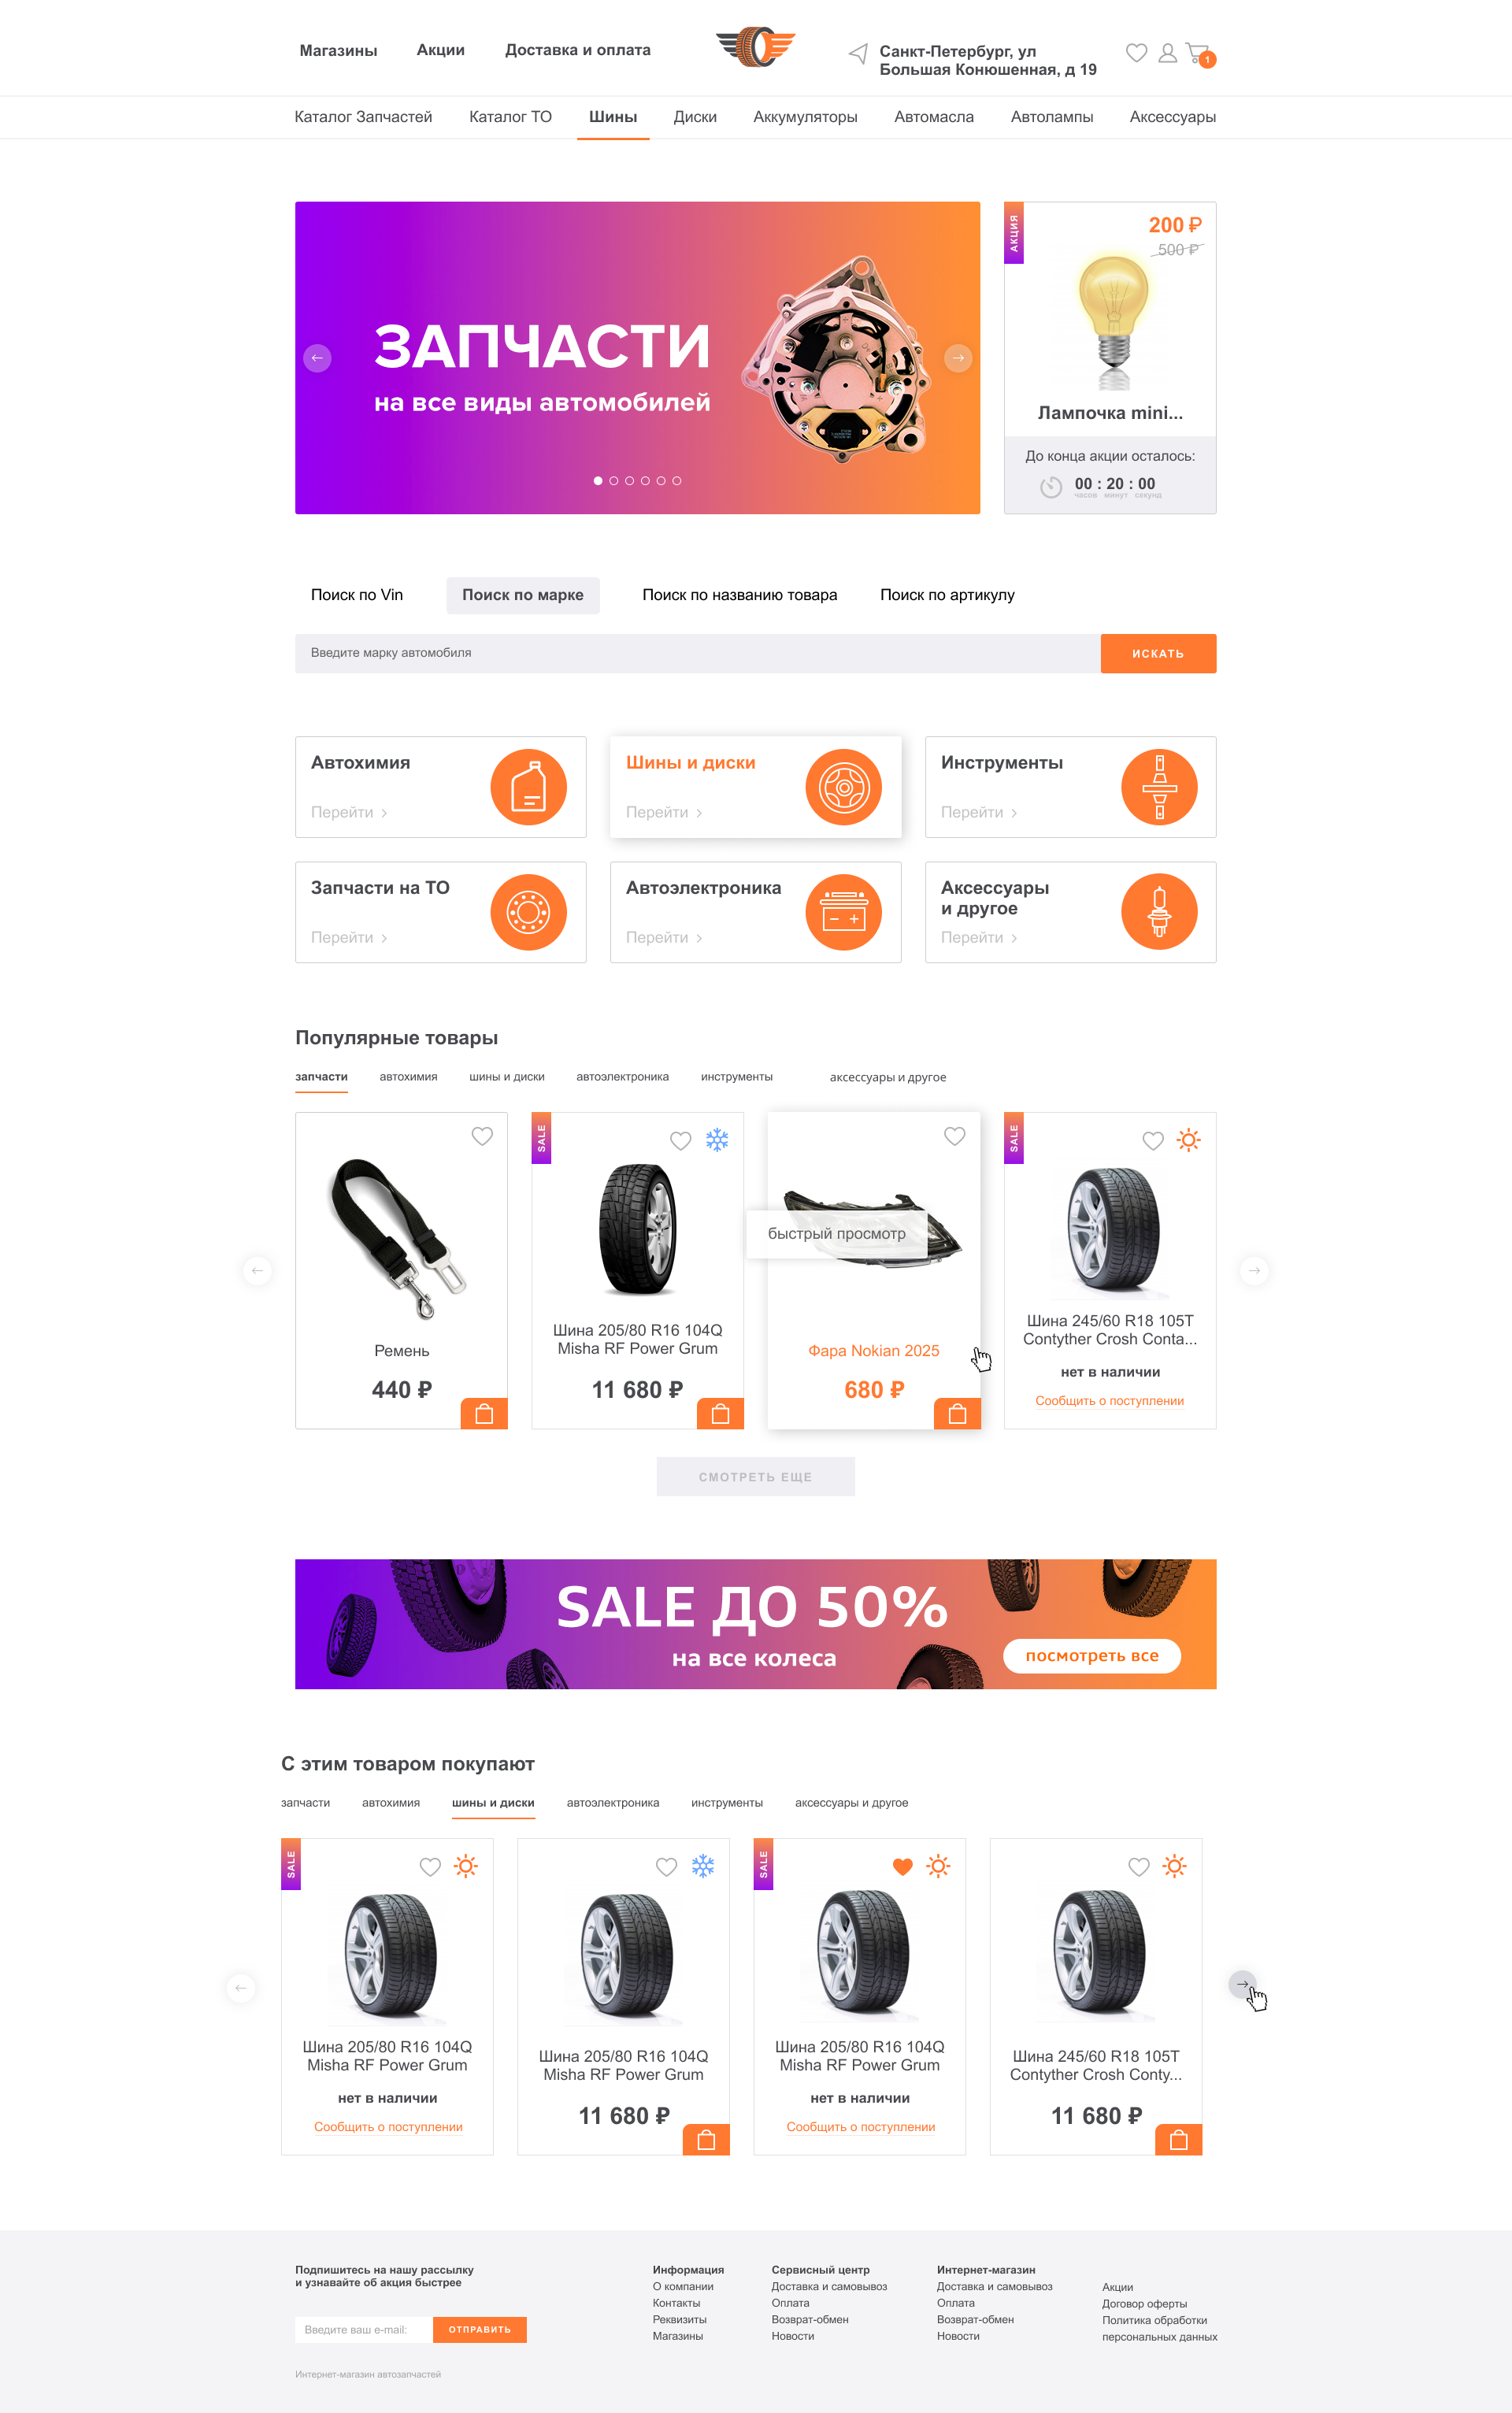 Магазины
Акции
Доставка и оплата
Санкт-Петербург, ул
Большая Конюшенная, д 19
1
Каталог Запчастей
Каталог ТО
Шины
Диски
Аккумуляторы
Автомасла
Автолампы
Аксессуары
ЗАПЧАСТИ
на все виды автомобилей
АКЦИЯ
200 ₽
500 ₽
Лампочка mini...
До конца акции осталось:
00 : 20 : 00
часов минут секунд
Поиск по Vin
Поиск по марке
Поиск по названию товара
Поиск по артикулу
Введите марку автомобиля
ИСКАТЬ
Автохимия
Перейти
Шины и диски
Перейти
Инструменты
Перейти
Запчасти на ТО
Перейти
Автоэлектроника
Перейти
Аксессуары
и другое
Перейти
Популярные товары
запчасти
автохимия
шины и диски
автоэлектроника
инструменты
аксессуары и другое
Ремень
440 ₽
SALE
Шина 205/80 R16 104Q
Misha RF Power Grum
11 680 ₽
быстрый просмотр
Фара Nokian 2025
680 ₽
SALE
Шина 245/60 R18 105T
Contyther Crosh Conta...
нет в наличии
Сообщить о поступлении
СМОТРЕТЬ ЕЩЕ
SALE ДО 50%
на все колеса
посмотреть все
С этим товаром покупают
запчасти
автохимия
шины и диски
автоэлектроника
инструменты
аксессуары и другое
SALE
Шина 205/80 R16 104Q
Misha RF Power Grum
нет в наличии
Сообщить о поступлении
Шина 205/80 R16 104Q
Misha RF Power Grum
11 680 ₽
SALE
Шина 205/80 R16 104Q
Misha RF Power Grum
нет в наличии
Сообщить о поступлении
Шина 245/60 R18 105T
Contyther Crosh Conty...
11 680 ₽
Подпишитесь на нашу рассылку
и узнавайте об акция быстрее
Введите ваш e-mail:
ОТПРАВИТЬ
Интернет-магазин автозапчастей
Информация
О компании
Контакты
Реквизиты
Магазины
Сервисный центр
Доставка и самовывоз
Оплата
Возврат-обмен
Новости
Интернет-магазин
Доставка и самовывоз
Оплата
Возврат-обмен
Новости
Акции
Договор оферты
Политика обработки
персональных данных